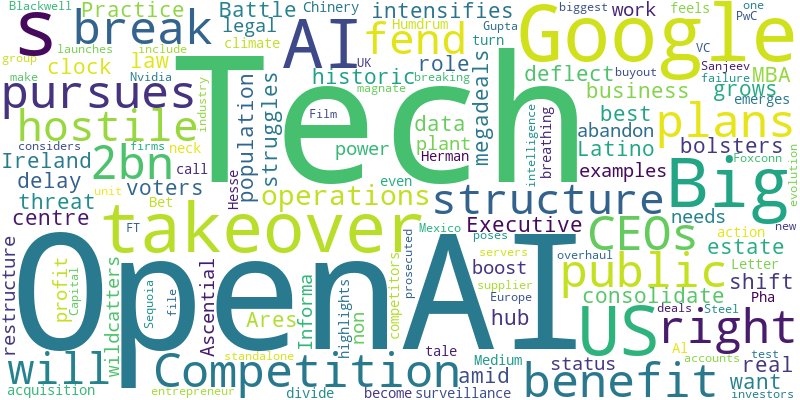 Blackwell
Practice
Battle
Chinery
intensifies
Humdrum
Gupta
work
feels
biggest
one
PwC
s
break
legal
AI
fend
Google
launches
climate
UK
turn
VC
group
include
clock
law
role
deflect
Sanjeev
MBA
make
Nvidia
historic
breaking
buyout
failure
pursues
Tech
magnate
business
grows
emerges
industry
population
struggles
Film
megadeals
data
best
plans
hostile
plant
abandon
bolsters
considers
firms
neck
power
Herman
intelligence
breathing
Latino
Foxconn
Ireland
2bn
call
even
examples
Big
evolution
delay
voters
unit
Hesse
operations
structure
threat
Bet
new
centre
FT
takeover
Mexico
Executive
CEOs
needs
action
poses
Letter
estate
restructure
OpenAI
servers
overhaul
US
profit
Capital
wildcatters
Sequoia
file
Ascential
Ares
Informa
highlights
non
competitors
prosecuted
boost
supplier
Europe
public
consolidate
shift
Pha
hub
deals
Steel
right
will
Competition
standalone
tale
Medium
amid
status
Al
accounts
test
real
acquisition
entrepreneur
divide
become
surveillance
benefit
want
investors